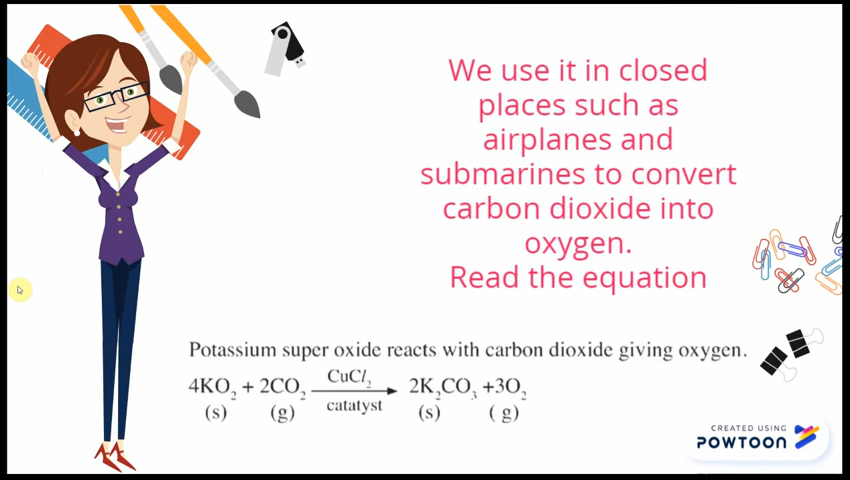 We use it in closed
places such as
airplanes and
submarines to convert
carbon dioxide into
oxygen.
Read the equation
Potassium super oxide reacts with carbon dioxide giving oxygen.
4KO₂ + 2CO₂ CuCl₂ 2K₂CO₃ +3O₂
(s) (g) catatyst (s) ( g)
CREATED USING
POWTOON